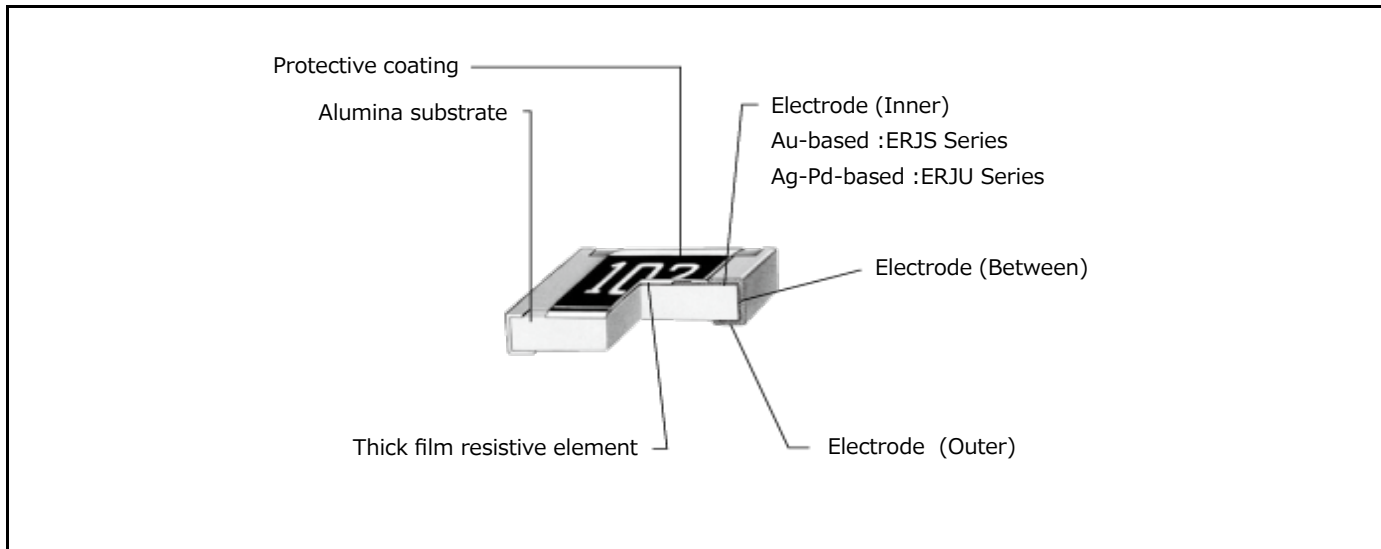 Protective coating
Alumina substrate
Electrode (Inner)
Au-based :ERJS Series
Ag-Pd-based :ERJU Series
102
Electrode (Between)
Thick film resistive element
Electrode (Outer)